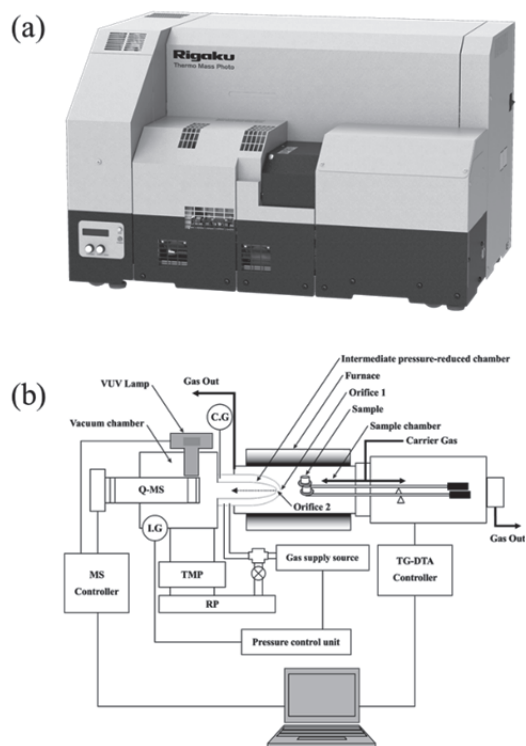 (a)
Rigaku
Thermo Mass Photo
(b)
Intermediate pressure-reduced chamber
Furnace
Orifice 1
Sample
Sample chamber
Carrier Gas
Gas Out
VUV Lamp
Vacuum chamber
C.G
Q-MS
Orifice 2
I.G
Gas Out
TMP
RP
Gas supply source
MS
Controller
TG-DTA
Controller
Pressure control unit